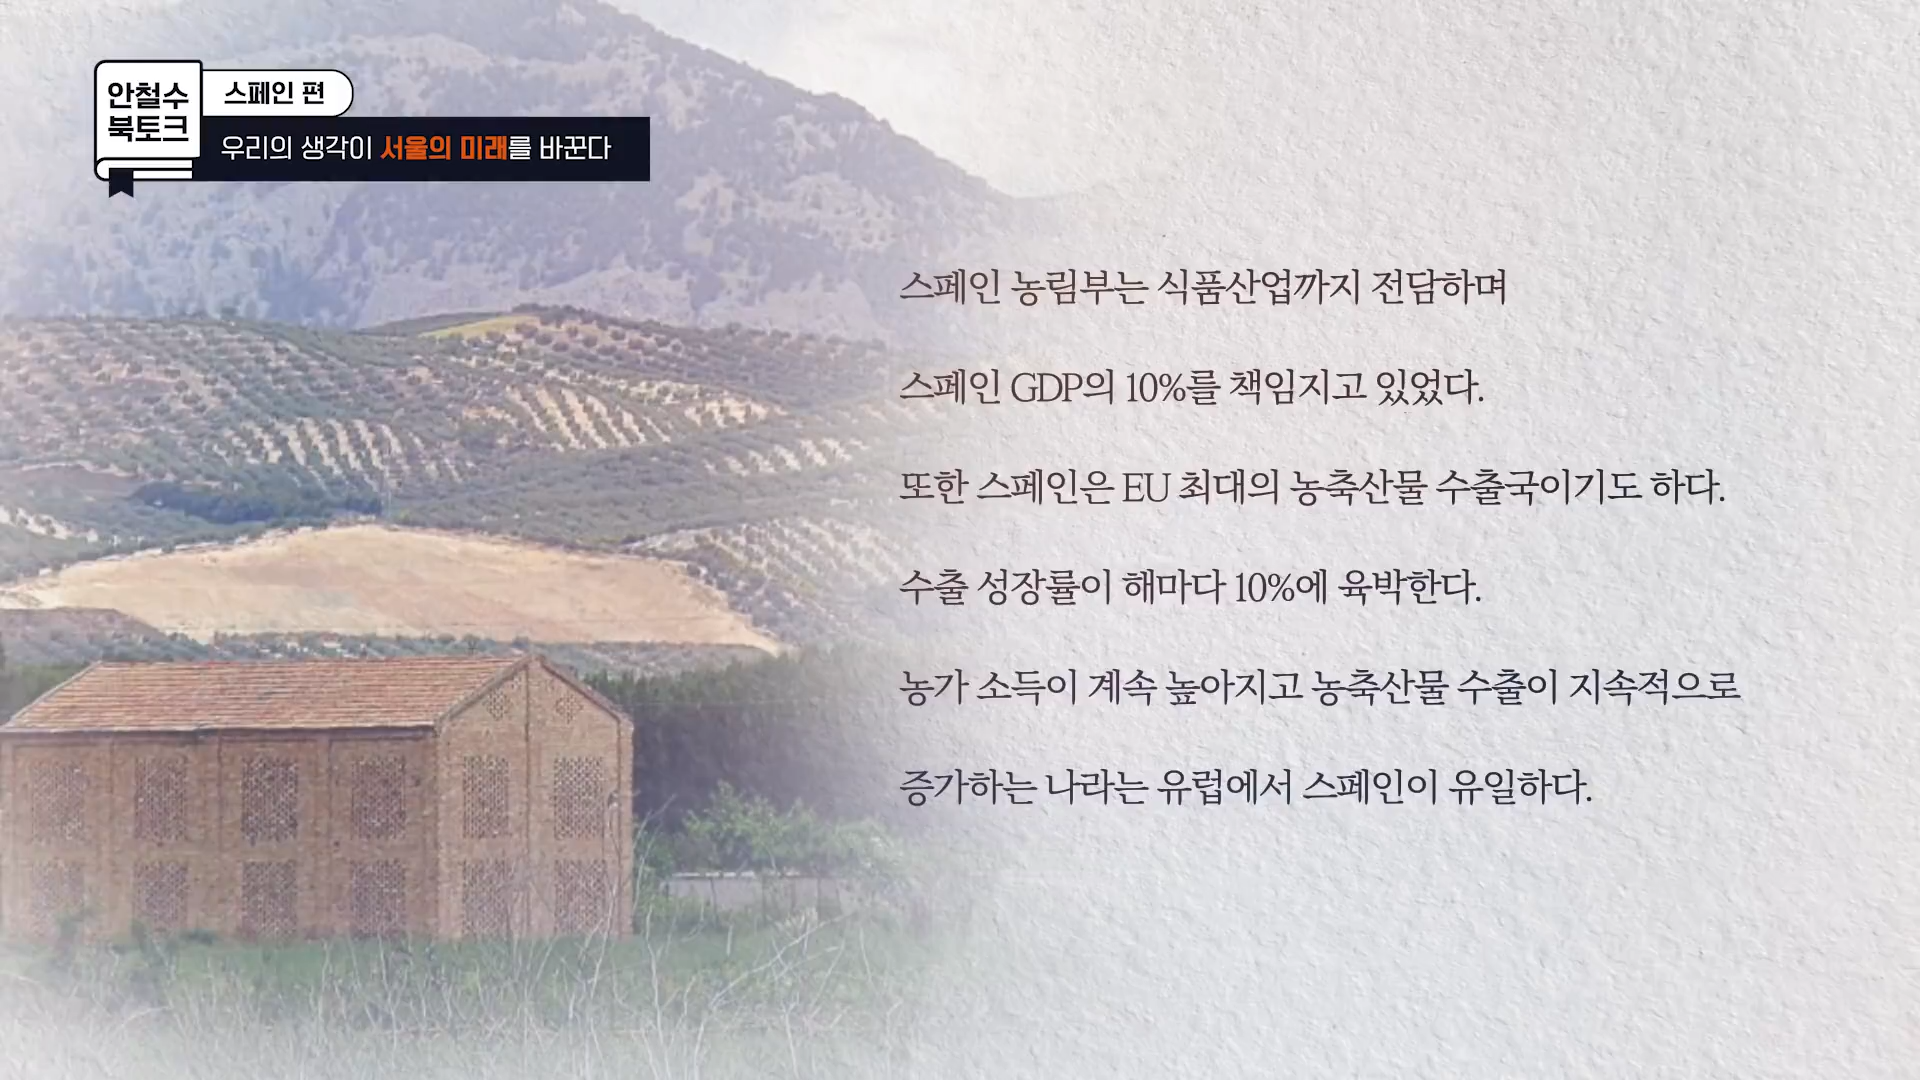 안철수
북토크
스페인 편
우리의 생각이 서울의 미래를 바꾼다
스페인 농림부는 식품산업까지 전담하며
스페인 GDP의 10%를 책임지고 있었다.
또한 스페인은 EU 최대의 농축산물 수출국이기도 하다.
수출 성장률이 해마다 10%에 육박한다.
농가 소득이 계속 높아지고 농축산물 수출이 지속적으로
증가하는 나라는 유럽에서 스페인이 유일하다.